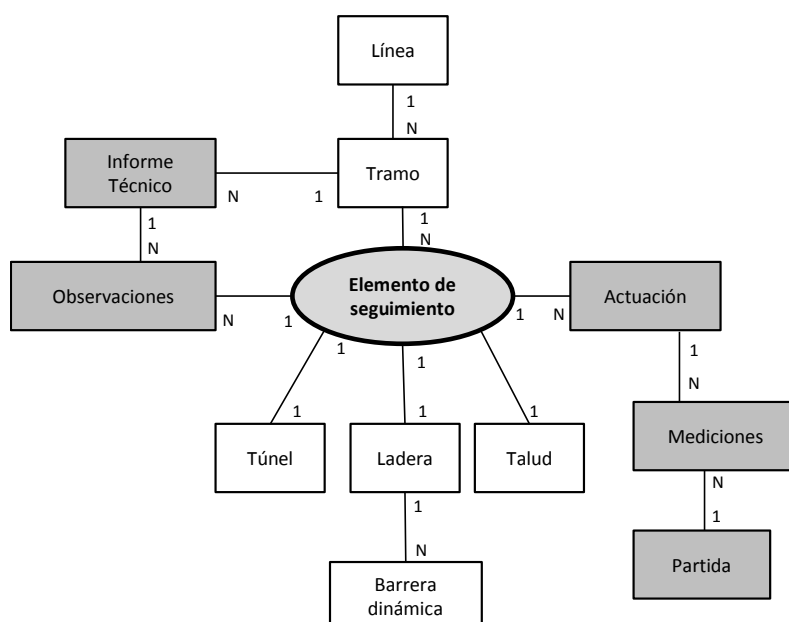 Línea
1
N
Informe
Técnico
N
1
Tramo
1
N
1
N
Observaciones
N
1
Elemento de
seguimiento
1
N
Actuación
1
1
1
N
1
1
1
Túnel
Ladera
Talud
Mediciones
1
N
N
1
Barrera
dinámica
Partida